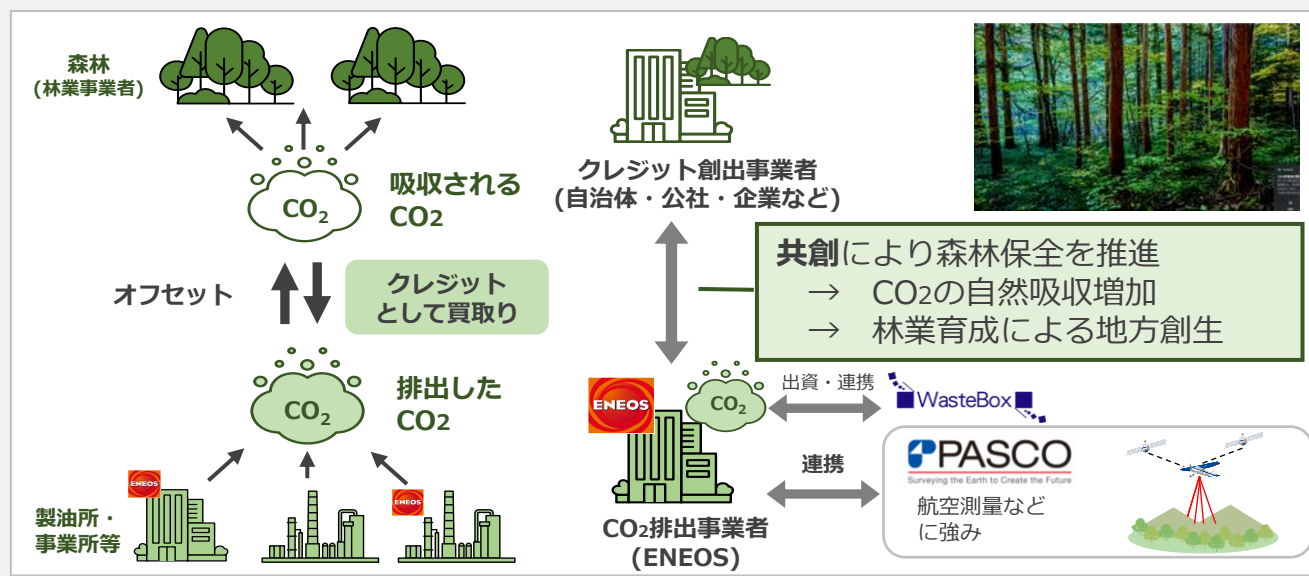 森林
(林業事業者)
CO₂
吸収される
CO2
オフセット
クレジット
として買取り
CO₂
排出した
CO2
ENEOS
ENEOS
製油所・
事業所等
クレジット創出事業者
(自治体・公社・企業など)
共創により森林保全を推進
→ CO2の自然吸収増加
→ 林業育成による地方創生
ENEOS
CO₂
出資・連携
WasteBox
連携
PASCO
Surveying the Earth to Create the Future
航空測量など
に強み
CO2排出事業者
(ENEOS)